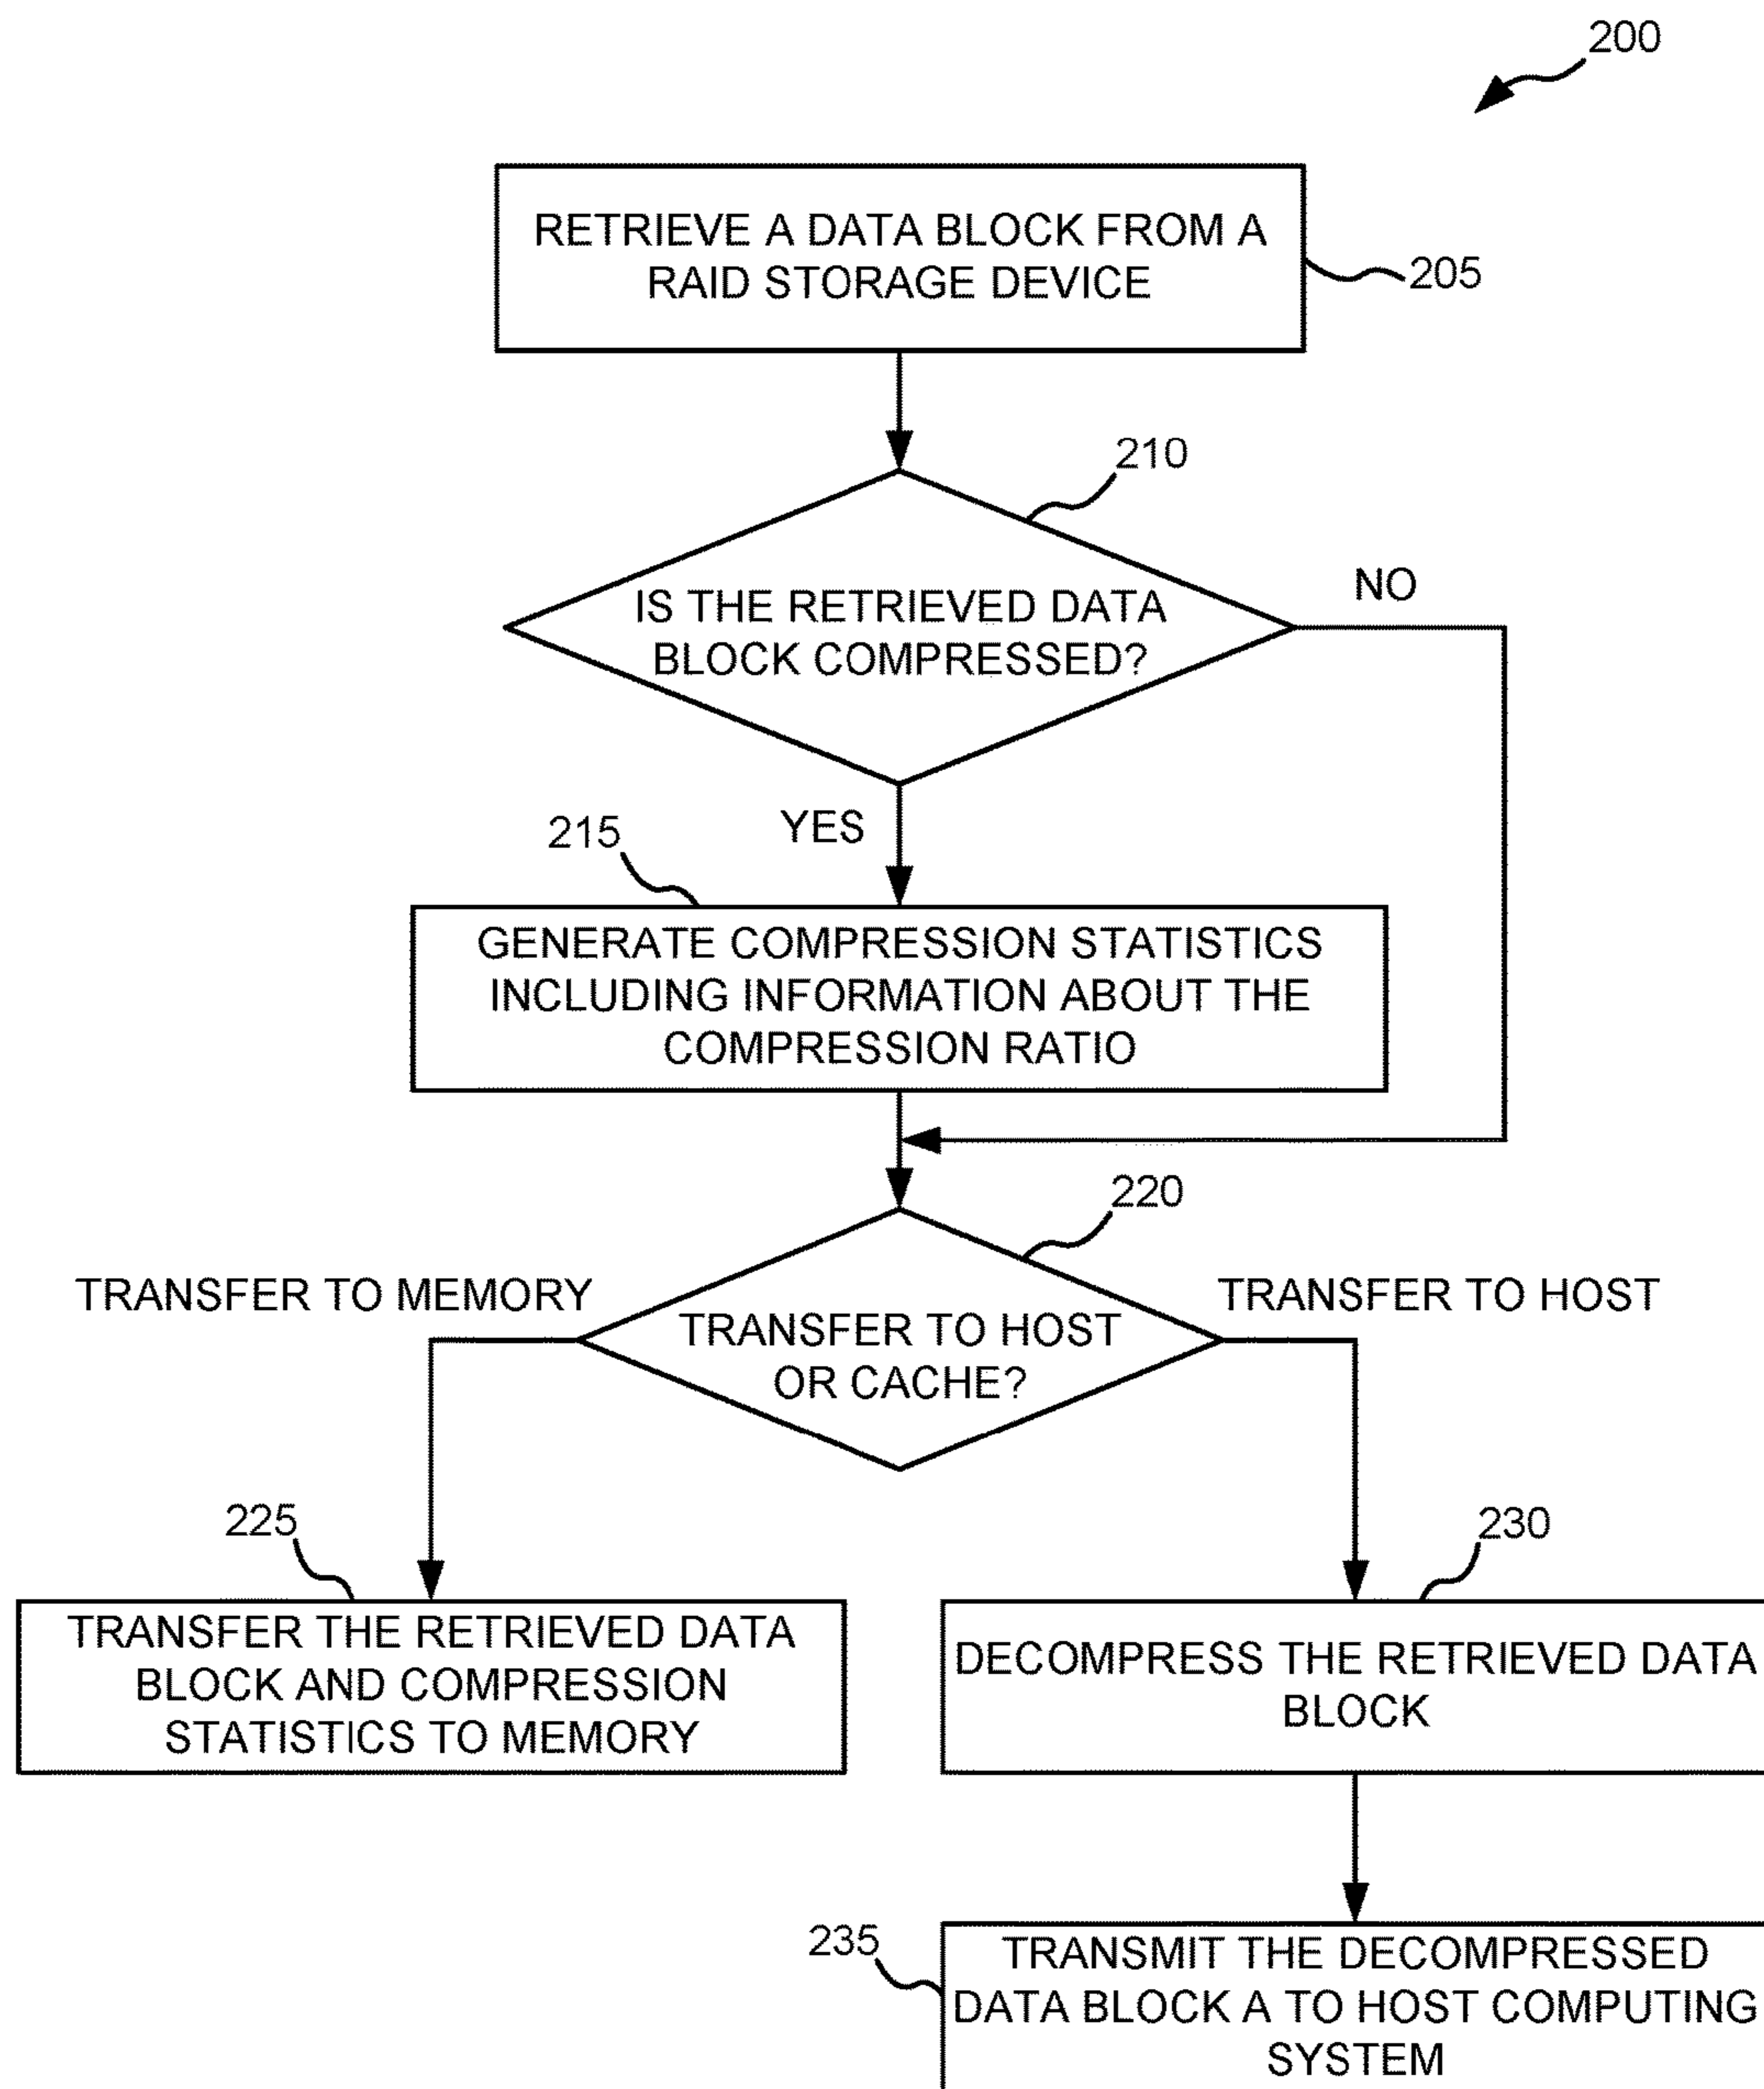 200
RETRIEVE A DATA BLOCK FROM A
RAID STORAGE DEVICE
205
210
IS THE RETRIEVED DATA
BLOCK COMPRESSED?
NO
YES
215
GENERATE COMPRESSION STATISTICS
INCLUDING INFORMATION ABOUT THE
COMPRESSION RATIO
220
TRANSFER TO MEMORY
TRANSFER TO HOST
TRANSFER TO HOST
OR CACHE?
225
TRANSFER THE RETRIEVED DATA
BLOCK AND COMPRESSION
STATISTICS TO MEMORY
230
DECOMPRESS THE RETRIEVED DATA
BLOCK
235
TRANSMIT THE DECOMPRESSED
DATA BLOCK A TO HOST COMPUTING
SYSTEM